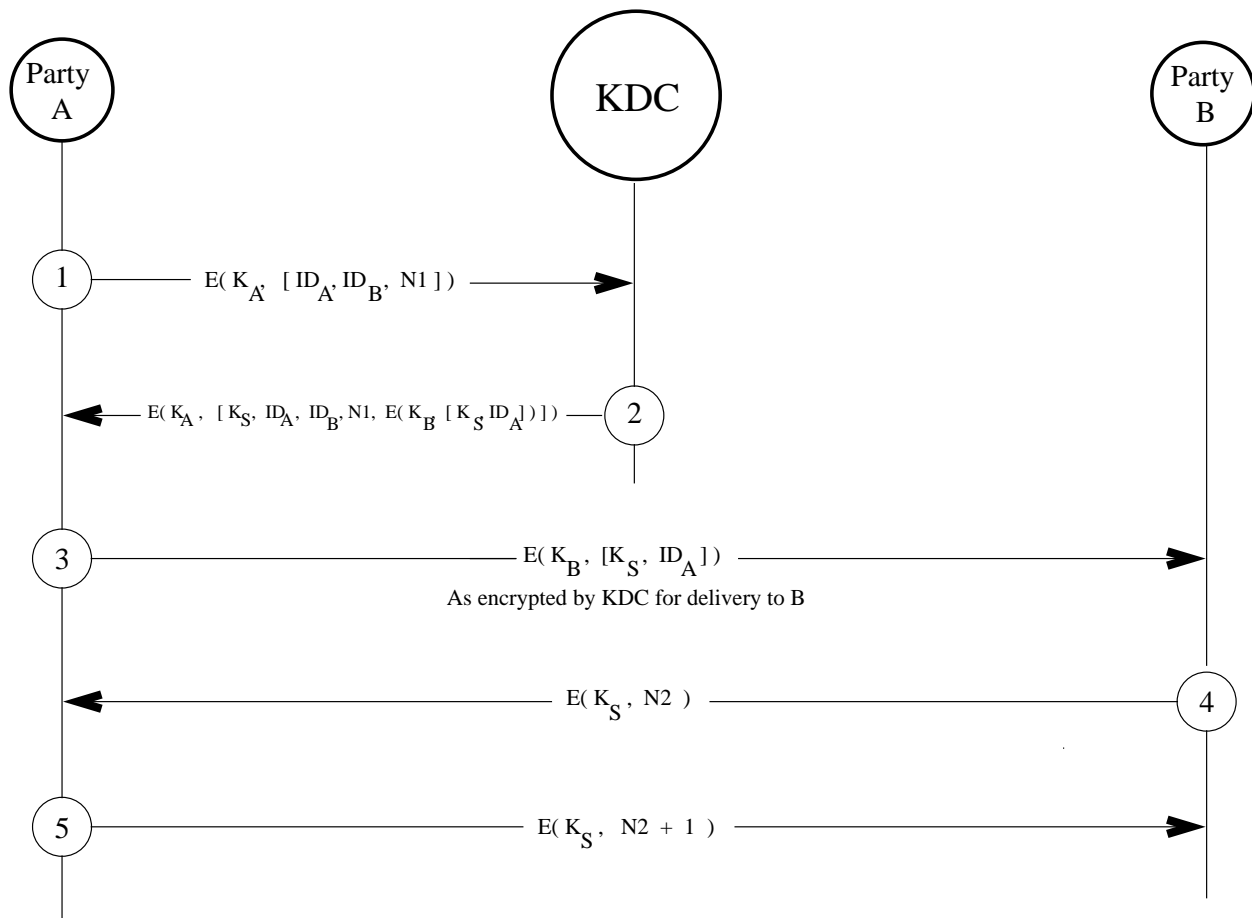 Party
A
KDC
Party
B
1
E( K_A, [ ID_A, ID_B, N1 ] )
E( K_A , [ K_S, ID_A, ID_B, N1, E( K_B, [ K_S, ID_A ] ) ] )
2
3
E( K_B , [K_S, ID_A ] )
As encrypted by KDC for delivery to B
E( K_S , N2 )
4
5
E( K_S , N2 + 1 )